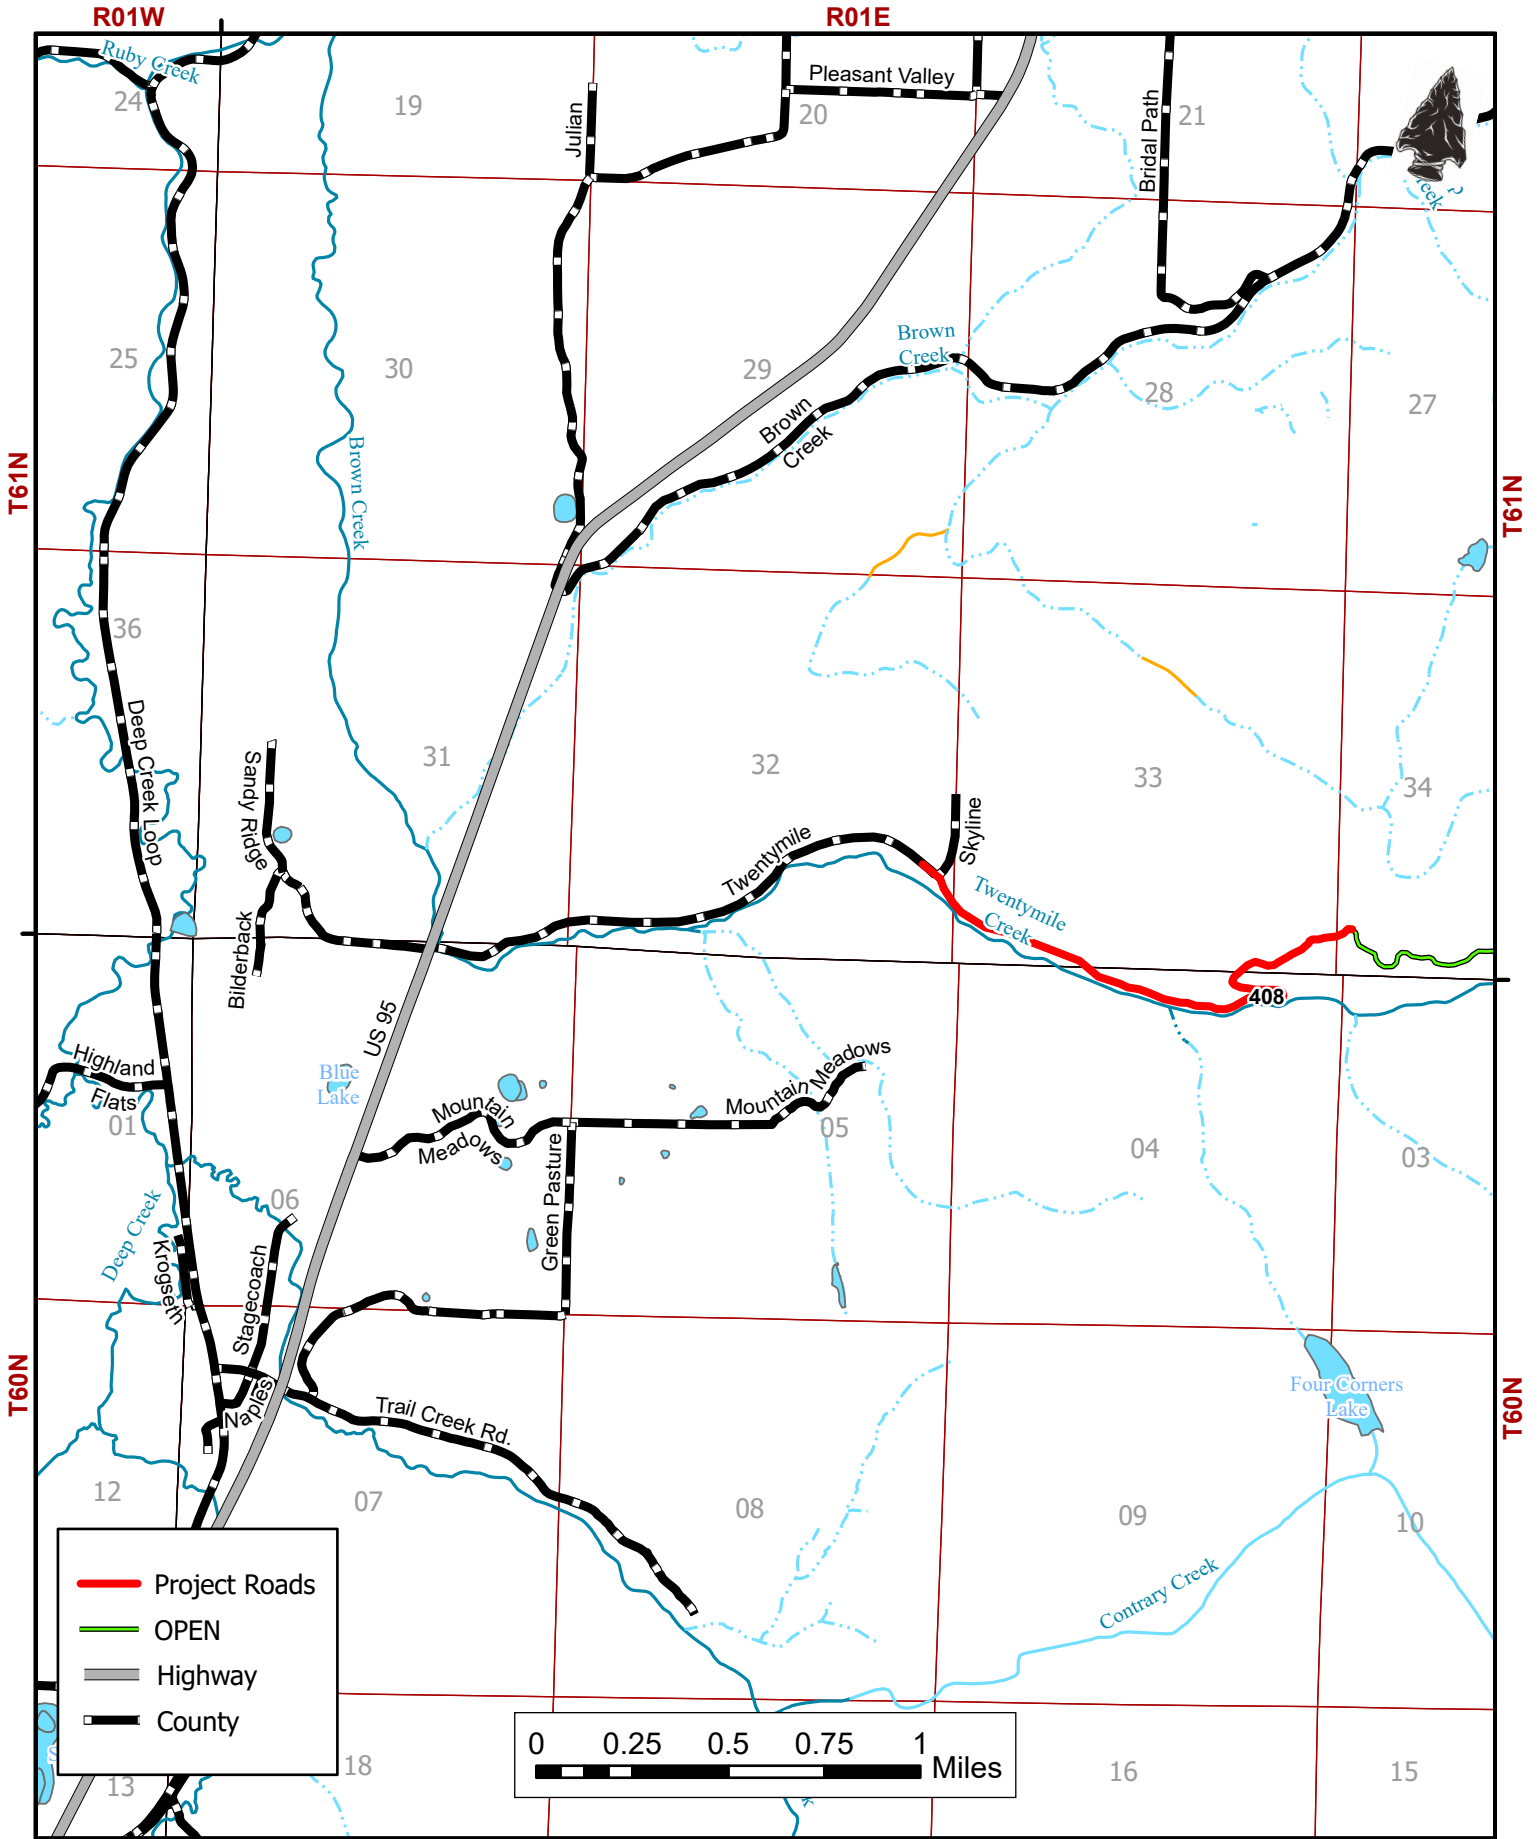 R01W
R01E
Ruby Creek
24
19
Julian
Pleasant Valley
20
Bridal Path
21
25
30
29
Brown
Creek
28
27
T61N
T61N
Brown Creek
Brown
Creek
36
Deep Creek Loop
31
32
33
34
Sandy Ridge
Bilderback
Twentymile
Skyline
Twentymile
Creek
408
US 95
Highland
Flats
01
Blue
Lake
Mountain
Meadows
Mountain Meadows
05
04
03
Green Pasture
06
Deep Creek
Krogseth
Stagecoach
Naples
T60N
T60N
Trail Creek Rd.
Four Corners
Lake
12
07
08
09
10
Contrary Creek
Project Roads
OPEN
Highway
County
0 0.25 0.5 0.75 1
Miles
13
18
16
15